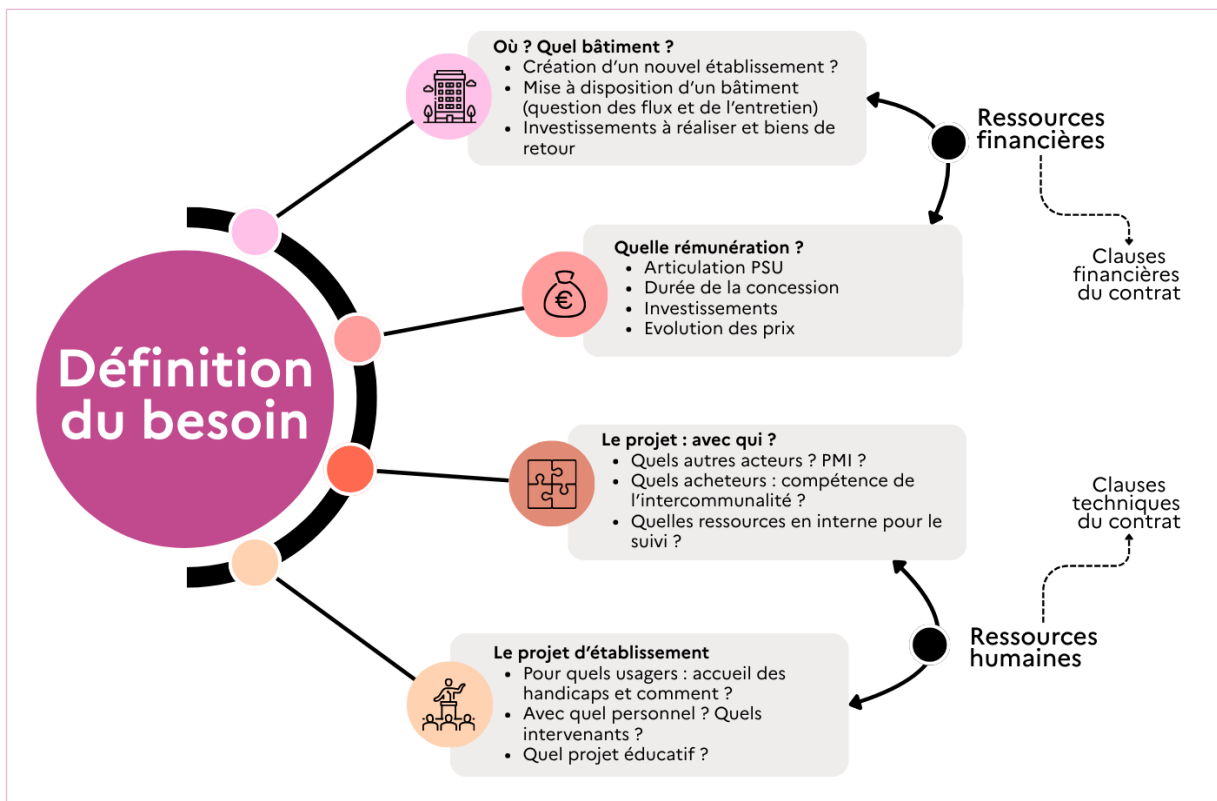 Où ? Quel bâtiment ?
• Création d'un nouvel établissement ?
• Mise à disposition d'un bâtiment
(question des flux et de l'entretien)
• Investissements à réaliser et biens de
retour
Ressources
financières
Clauses
financières
du contrat
Quelle rémunération ?
• Articulation PSU
• Durée de la concession
• Investissements
• Evolution des prix
€
Définition
du besoin
Le projet : avec qui ?
• Quels autres acteurs ? PMI ?
• Quels acheteurs : compétence de
l'intercommunalité ?
• Quelles ressources en interne pour le
suivi ?
Clauses
techniques
du contrat
Ressources
humaines
Le projet d'établissement
• Pour quels usagers : accueil des
handicaps et comment ?
• Avec quel personnel ? Quels
intervenants ?
• Quel projet éducatif ?